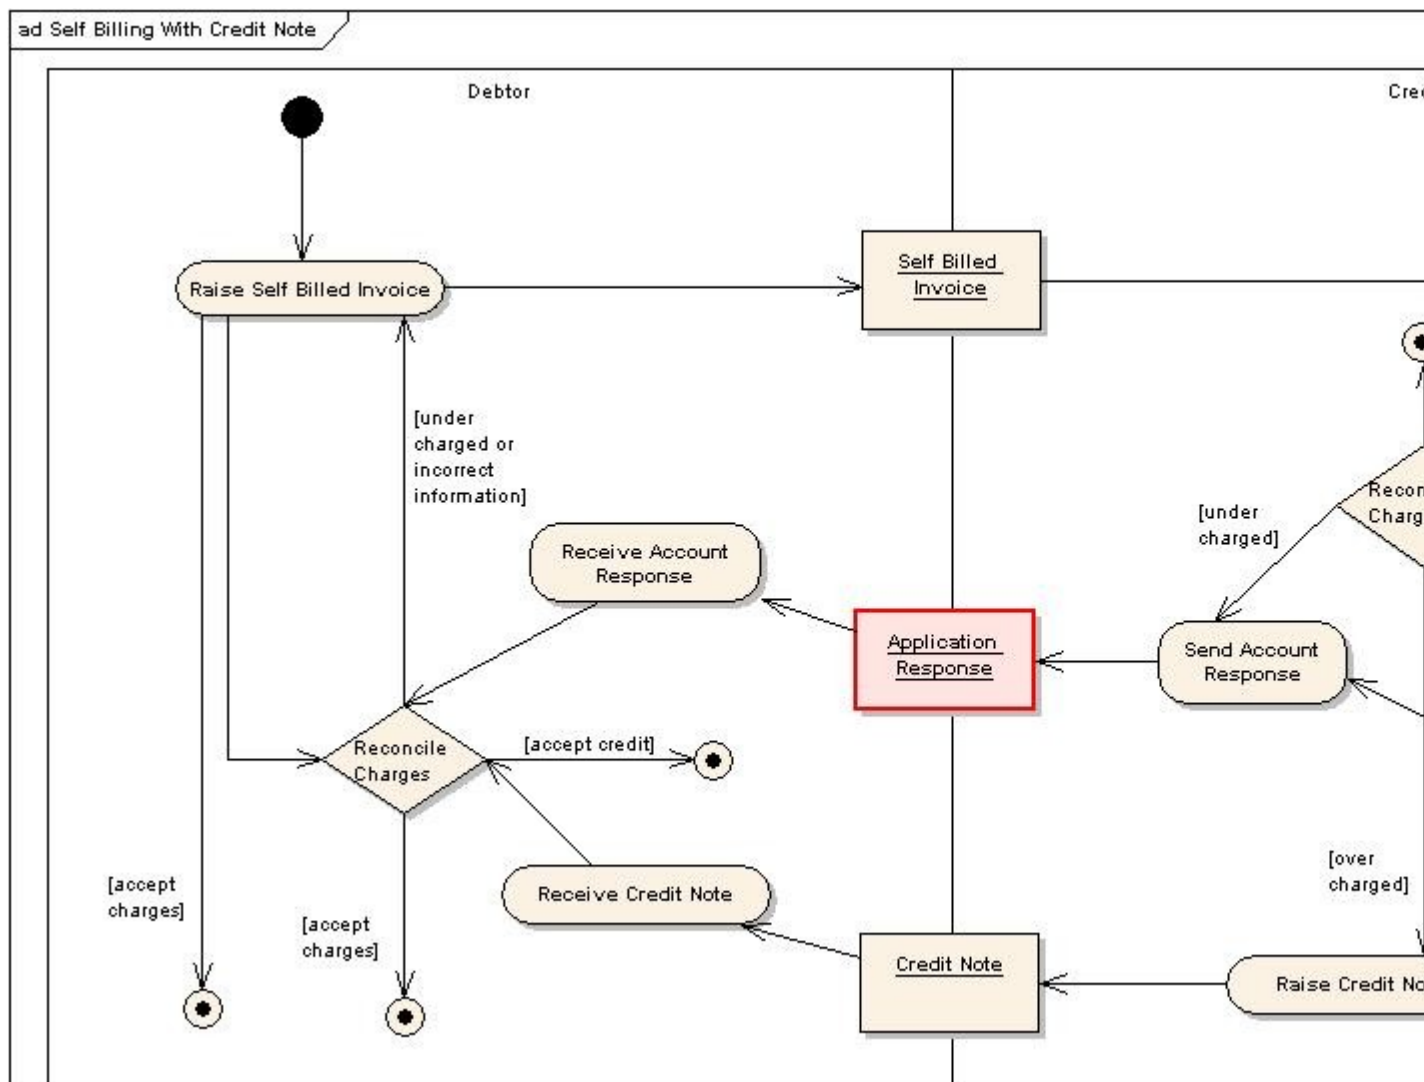 ad Self Billing With Credit Note
Debtor
Self Billed
Invoice
Raise Self Billed Invoice
[under
charged or
incorrect
information]
[under
charged]
Receive Account
Response
Application
Response
Send Account
Response
Reconcile
Charges
[accept credit]
[over
charged]
[accept
charges]
Receive Credit Note
[accept
charges]
Credit Note
Raise Credit